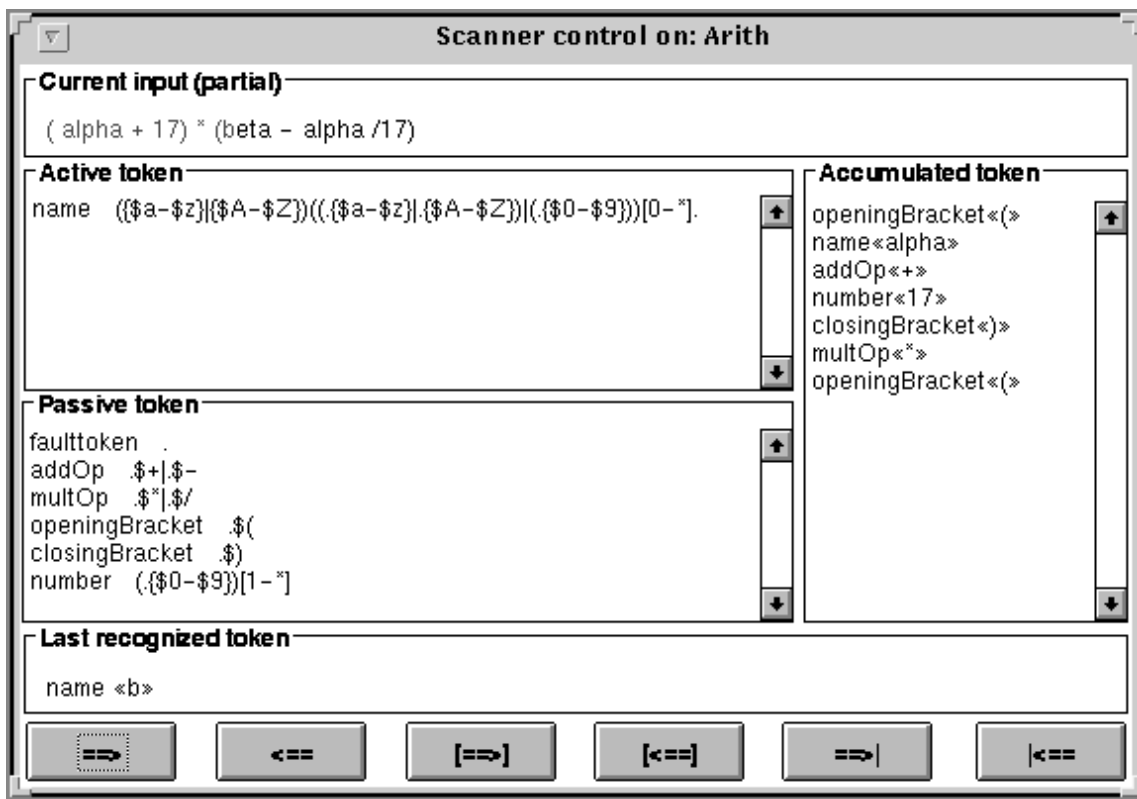 Scanner control on: Arith
Current input (partial)
( alpha + 17) * (beta - alpha /17)
Active token
name ({$a-$z}|{$A-$Z})((.{$a-$z}|.{$A-$Z})|(.{$0-$9}))[0-*].
Accumulated token
openingBracket«(»
name«alpha»
addOp«+»
number«17»
closingBracket«)»
multOp«*»
openingBracket«(»
Passive token
faulttoken .
addOp .$+|.$-
multOp .$*|.$/
openingBracket .$(
closingBracket .$)
number (.{$0-$9})[1-*]
Last recognized token
name «b»
==> <== [==>] [<==] ==>| |<==